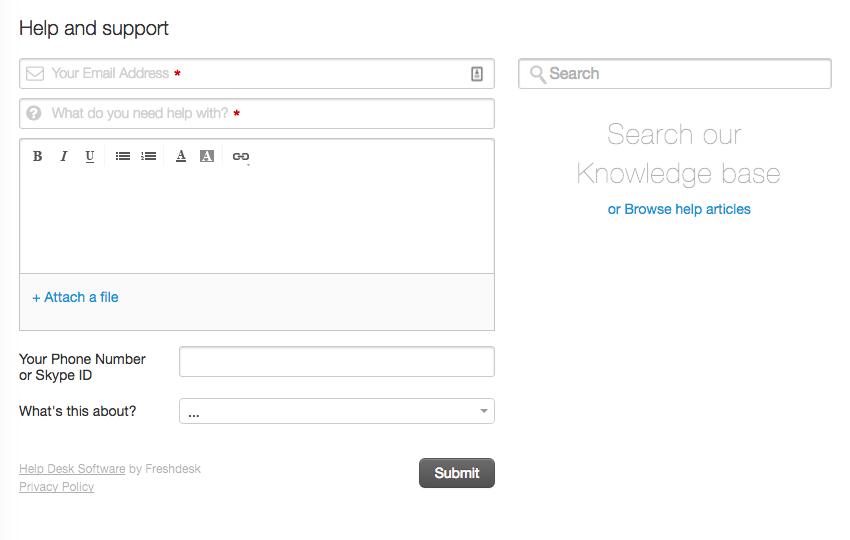 Help and support
Your Email Address *
What do you need help with? *
B I U A A
+ Attach a file
Your Phone Number
or Skype ID
What's this about?
...
Help Desk Software by Freshdesk
Privacy Policy
Submit
Search
Search our
Knowledge base
or Browse help articles